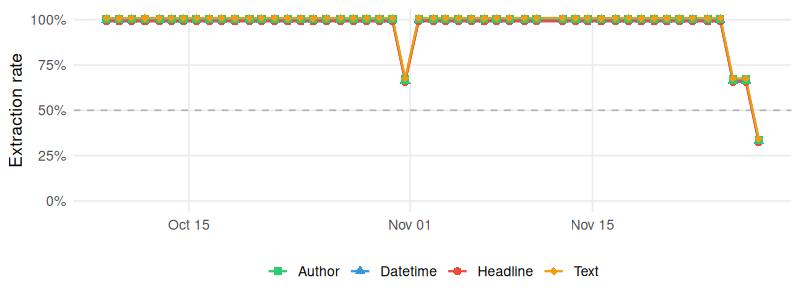 Extraction rate
100%
75%
50%
25%
0%
Oct 15 Nov 01 Nov 15
Author Datetime Headline Text